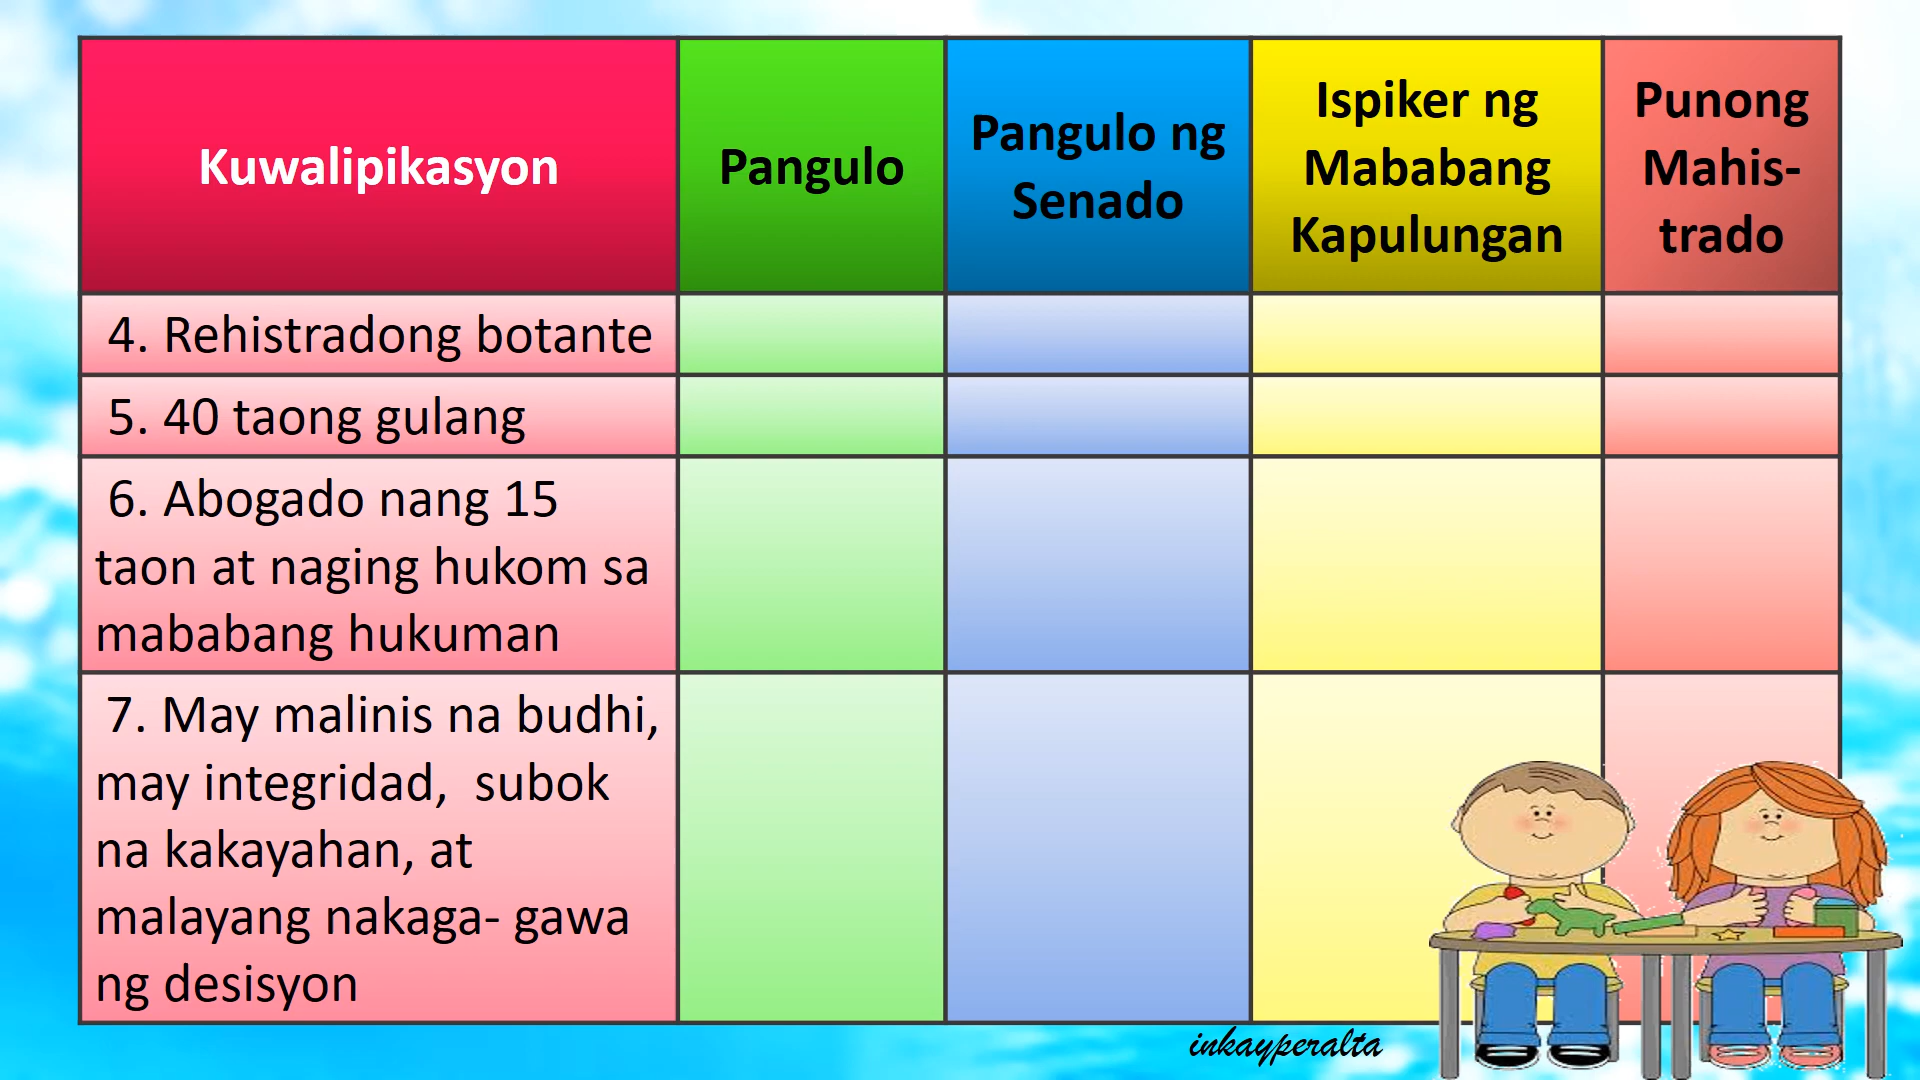 Kuwalipikasyon
Pangulo
Pangulo ng
Senado
Ispiker ng
Mababang
Kapulungan
Punong
Mahis-
trado
4. Rehistradong botante
5. 40 taong gulang
6. Abogado nang 15
taon at naging hukom sa
mababang hukuman
7. May malinis na budhi,
may integridad, subok
na kakayahan, at
malayang nakaga- gawa
ng desisyon
inkayperalta